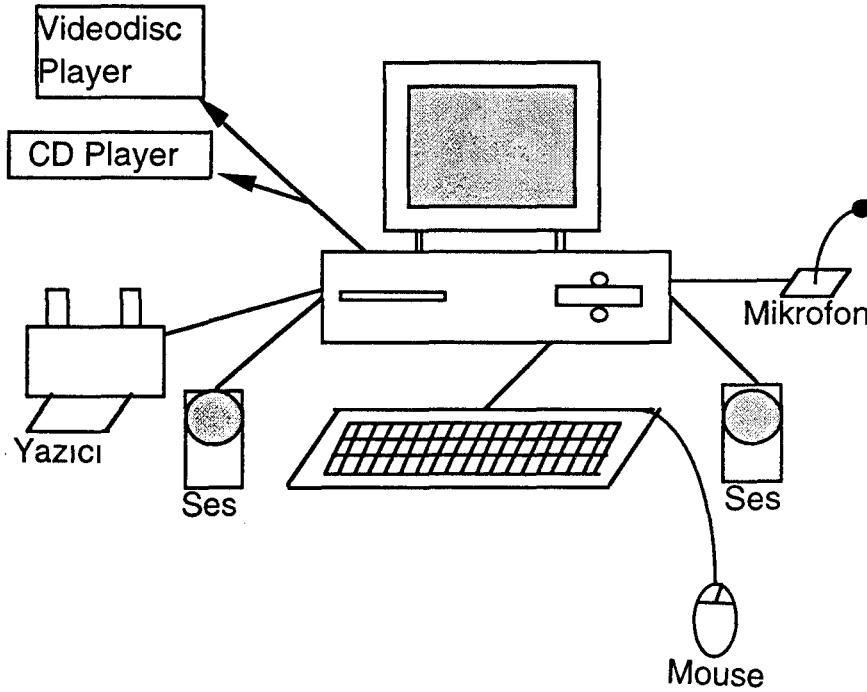 Videodisc
Player
CD Player
Mikrofon
Yazıcı
Ses
Ses
Mouse